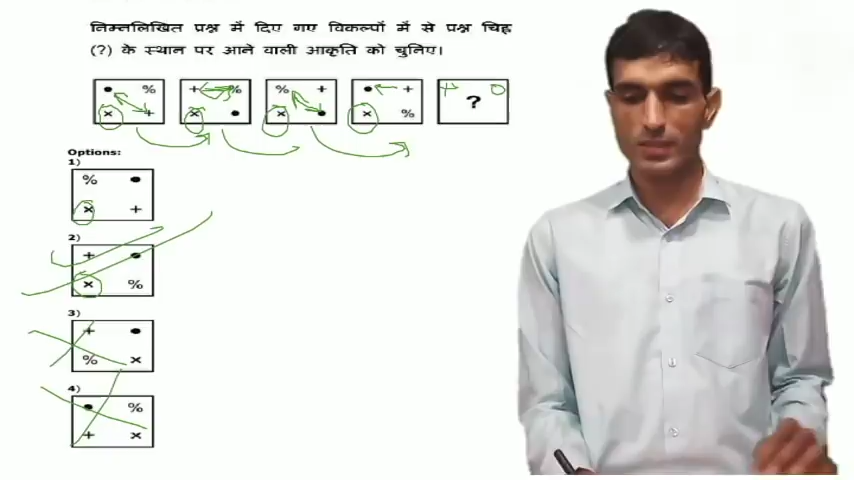 निम्नलिखित प्रश्न में दिए गए विकल्पों में से प्रश्न चिह्न
(?) के स्थान पर आने वाली आकृति को चुनिए।
● % + % % + ● + + O
× + × ● × ● × % ?
Options:
1)
% ●
× +
2)
+ ●
× %
3)
+ ●
% ×
4)
● %
+ ×